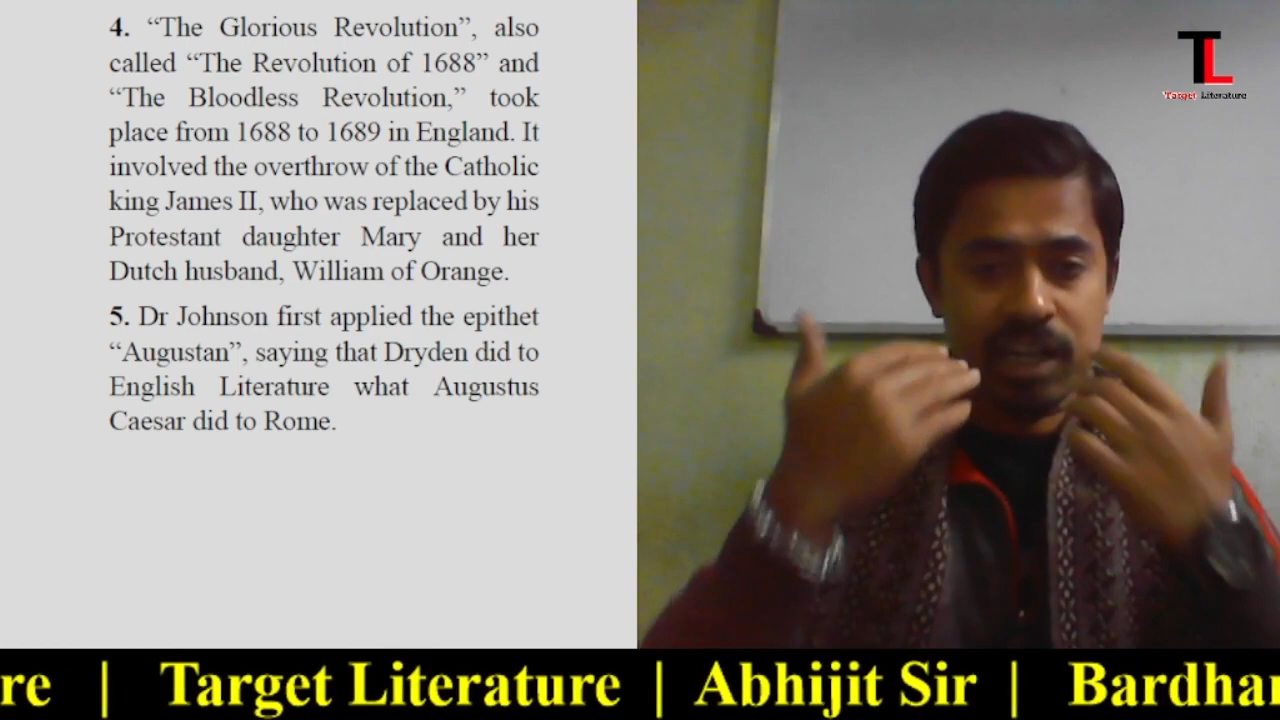 4. “The Glorious Revolution”, also
called “The Revolution of 1688” and
“The Bloodless Revolution,” took
place from 1688 to 1689 in England. It
involved the overthrow of the Catholic
king James II, who was replaced by his
Protestant daughter Mary and her
Dutch husband, William of Orange.
5. Dr Johnson first applied the epithet
“Augustan”, saying that Dryden did to
English Literature what Augustus
Caesar did to Rome.
TL
Target Literature
re | Target Literature | Abhijit Sir | Bardhar